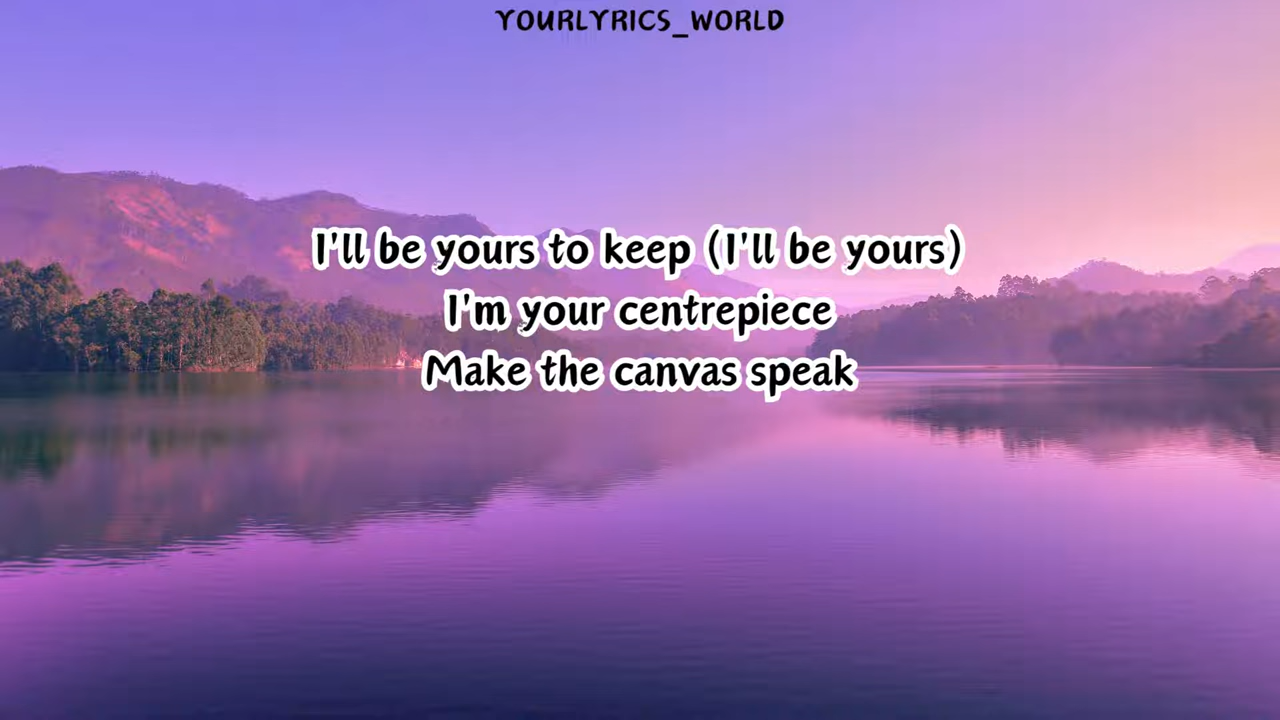 YOURLYRICS_WORLD
I'll be yours to keep (I'll be yours)
I'm your centrepiece
Make the canvas speak